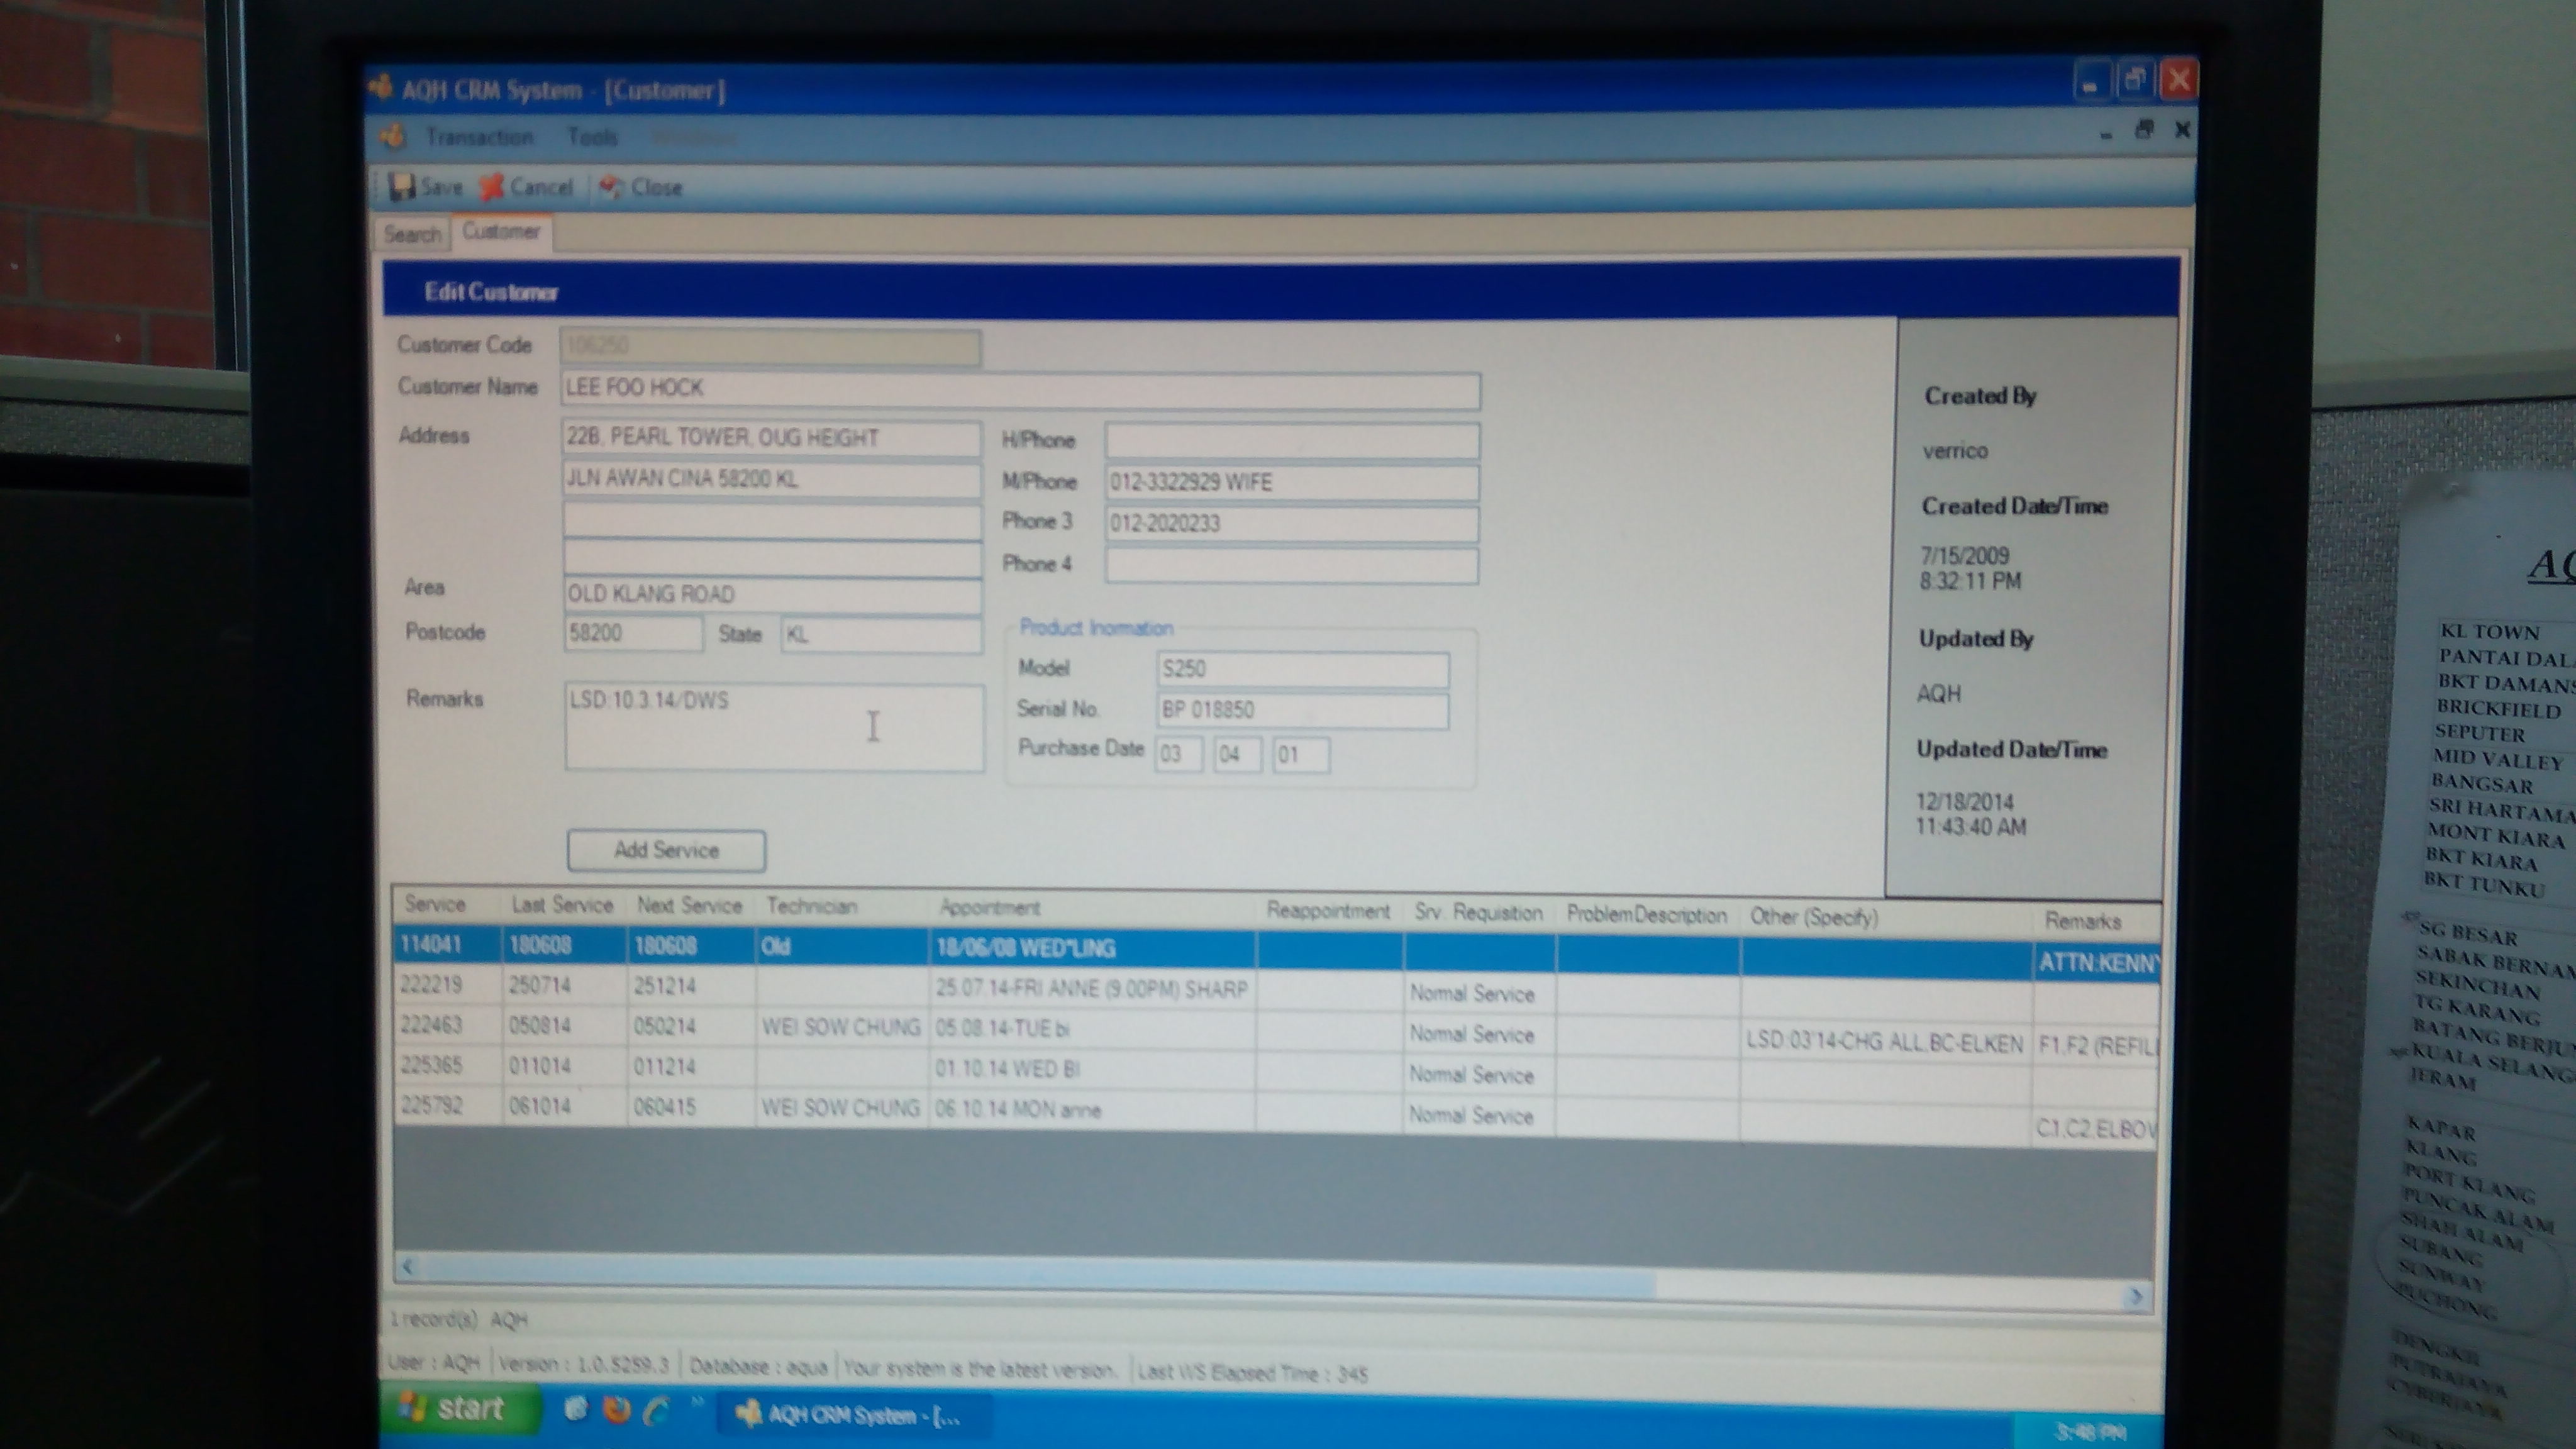 AQH CRM System - [Customer]
Transaction Tools
Save Cancel Close
Search Customer
Edit Customer
Customer Code 106250
Customer Name LEE FOO HOCK
Address 22B, PEARL TOWER, OUG HEIGHT
JLN AWAN CINA 58200 KL
H/Phone
M/Phone 012-3322929 WIFE
Phone 3 012-2020233
Phone 4
Area OLD KLANG ROAD
Postcode 58200 State KL
Remarks LSD:10.3.14/DWS
Product Inormation
Model S250
Serial No. BP 018850
Purchase Date 03 04 01
Created By
verrico
Created Date/Time
7/15/2009
8:32:11 PM
Updated By
AQH
Updated Date/Time
12/18/2014
11:43:40 AM
Add Service
Service Last Service Next Service Technician Appointment Reappointment Srv. Requisition ProblemDescription Other (Specify) Remarks
114041 180608 180608 Old 18/06/08 WED*LING ATTN:KENNY
222219 250714 251214 25.07.14-FRI ANNE (9.00PM) SHARP Normal Service
222463 050814 050214 WEI SOW CHUNG 05.08.14-TUE bi Normal Service LSD:03'14-CHG ALL.BC-ELKEN F1,F2 (REFILL
225365 011014 011214 01.10.14 WED BI Normal Service
225792 061014 060415 WEI SOW CHUNG 06.10.14 MON anne Normal Service C1,C2,ELBOW
1 record(s) AQH
User : AQH Version : 1.0.5259.3 Database : aqua Your system is the latest version. Last WS Elapsed Time : 345
start AQH CRM System - [...
3:48 PM
AQ
KL TOWN
PANTAI DALA
BKT DAMANS
BRICKFIELD
SEPUTER
MID VALLEY
BANGSAR
SRI HARTAMA
MONT KIARA
BKT KIARA
BKT TUNKU
SG BESAR
SABAK BERNAM
SEKINCHAN
TG KARANG
BATANG BERJUN
KUALA SELANG
JERAM
KAPAR
KLANG
PORT KLANG
PUNCAK ALAM
SHAH ALAM
SUBANG
SUNWAY
PUCHONG
DENGKIL
PUTRAJAYA
CYBERJAYA